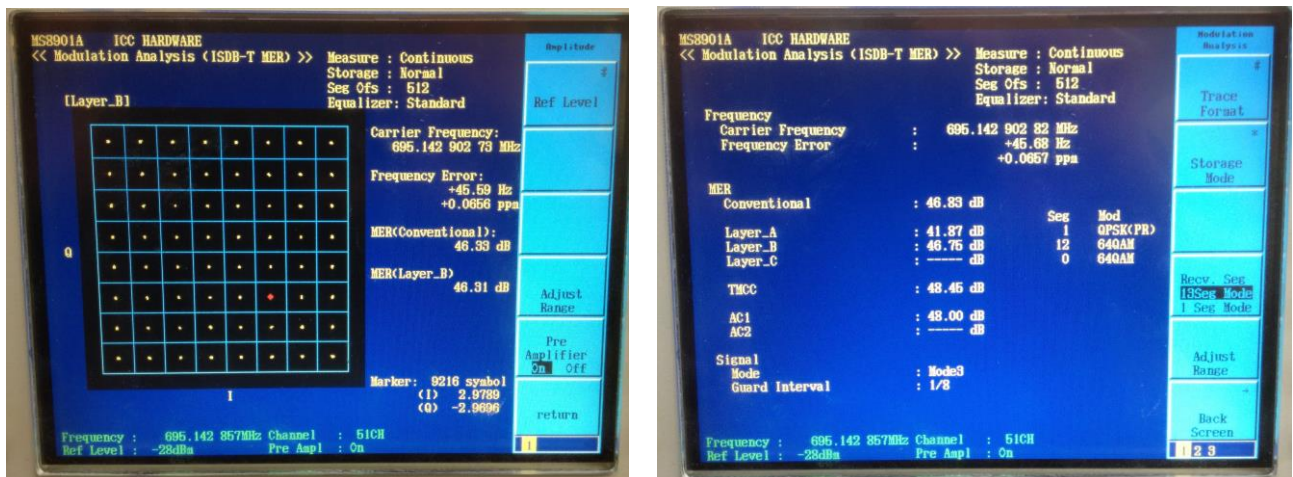 MS8901A ICC HARDWARE
<< Modulation Analysis (ISDB-T MER) >>
Measure : Continuous
Storage : Normal
Seg Ofs : 512
Equalizer: Standard
[Layer_B]
Q
I
Carrier Frequency:
695.142 902 73 MHz
Frequency Error:
+45.59 Hz
+0.0656 ppm
MER(Conventional):
46.33 dB
MER(Layer_B)
46.31 dB
Marker: 9216 symbol
(I) 2.9789
(Q) -2.9696
Frequency : 695.142 857MHz Channel : 51CH
Ref Level : -28dBm Pre Ampl : On
Amplitude
#
Ref Level
Adjust
Range
Pre
Amplifier
On Off
return
1
MS8901A ICC HARDWARE
<< Modulation Analysis (ISDB-T MER) >>
Measure : Continuous
Storage : Normal
Seg Ofs : 512
Equalizer: Standard
Frequency
Carrier Frequency : 695.142 902 82 MHz
Frequency Error : +45.68 Hz
+0.0657 ppm
MER
Conventional : 46.83 dB
Seg Mod
Layer_A : 41.87 dB 1 QPSK(PR)
Layer_B : 46.75 dB 12 64QAM
Layer_C : ----- dB 0 64QAM
TMCC : 48.45 dB
AC1 : 48.00 dB
AC2 : ----- dB
Signal
Mode : Mode3
Guard Interval : 1/8
Frequency : 695.142 857MHz Channel : 51CH
Ref Level : -28dBm Pre Ampl : On
Modulation
Analysis
#
Trace
Format
*
Storage
Mode
Recv. Seg
13Seg Mode
1 Seg Mode
Adjust
Range
→
Back
Screen
1 2 3